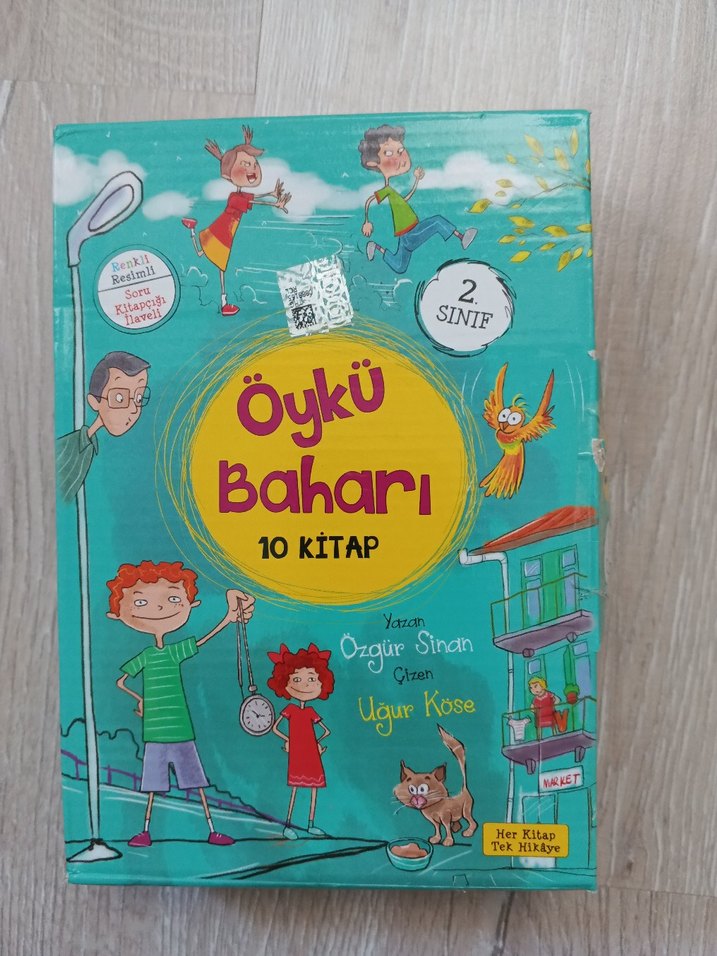 Renkli
Resimli
Soru
Kitapçığı
İlaveli
2.
SINIF
Öykü
Baharı
10 KİTAP
Yazan
Özgür Sinan
Çizen
Uğur Köse
MARKET
Her Kitap
Tek Hikâye